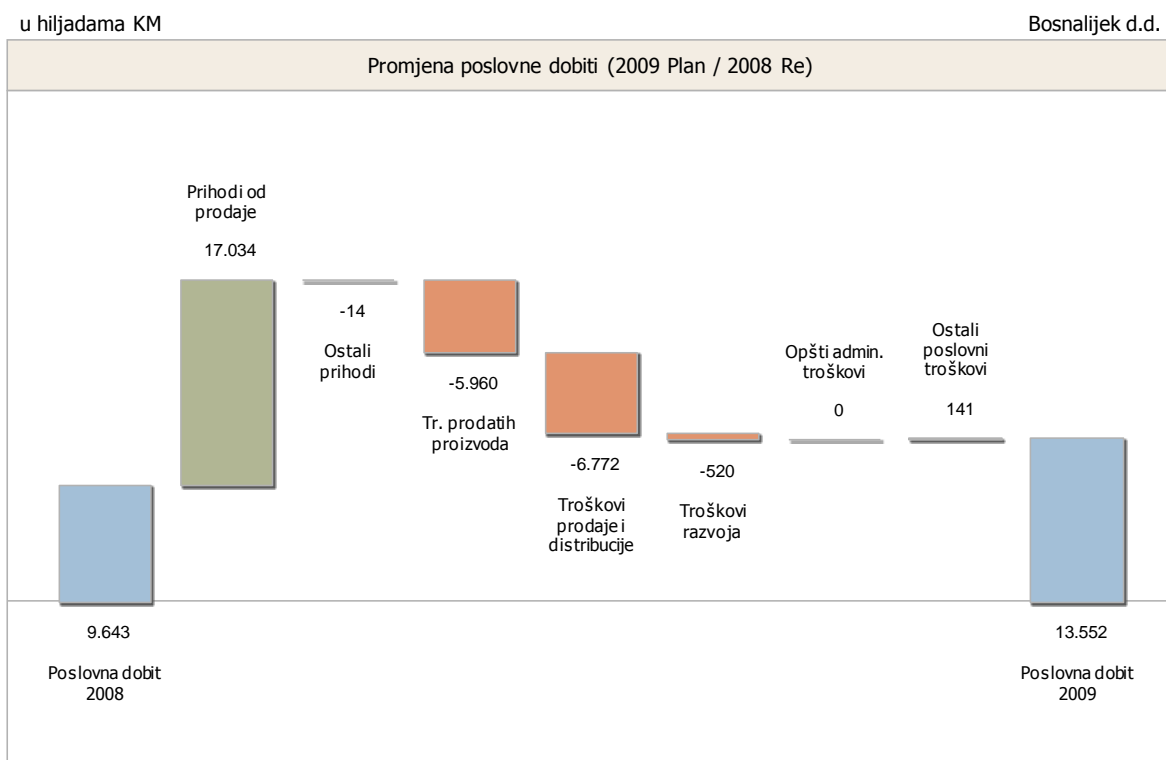 u hiljadama KM
Bosnalijek d.d.
Promjena poslovne dobiti (2009 Plan / 2008 Re)
Prihodi od
prodaje
17.034
-14
Ostali
prihodi
-5.960
Tr. prodatih
proizvoda
-6.772
Troškovi
prodaje i
distribucije
-520
Troškovi
razvoja
Opšti admin.
troškovi
0
Ostali
poslovni
troškovi
141
9.643
Poslovna dobit
2008
13.552
Poslovna dobit
2009